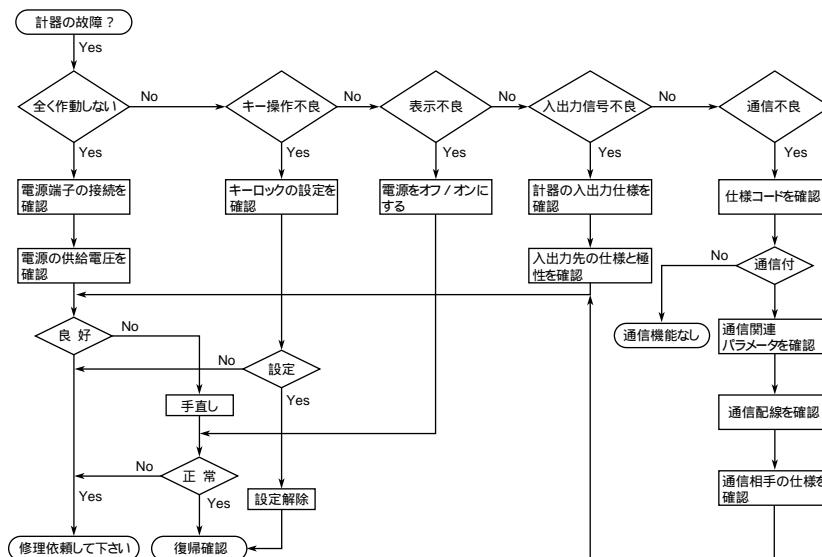 計器の故障？
Yes
全く作動しない
No
キー操作不良
No
表示不良
No
入出力信号不良
No
通信不良
Yes
Yes
Yes
Yes
Yes
電源端子の接続を
確認
キーロックの設定を
確認
電源をオフ / オンに
する
計器の入出力仕様を
確認
仕様コードを確認
電源の供給電圧を
確認
入出力先の仕様と極
性を確認
No
通信付
良 好
No
通信機能なし
通信関連
パラメータを確認
No
設定
手直し
Yes
通信配線を確認
No
正 常
Yes
Yes
設定解除
通信相手の仕様を
確認
修理依頼して下さい
復帰確認